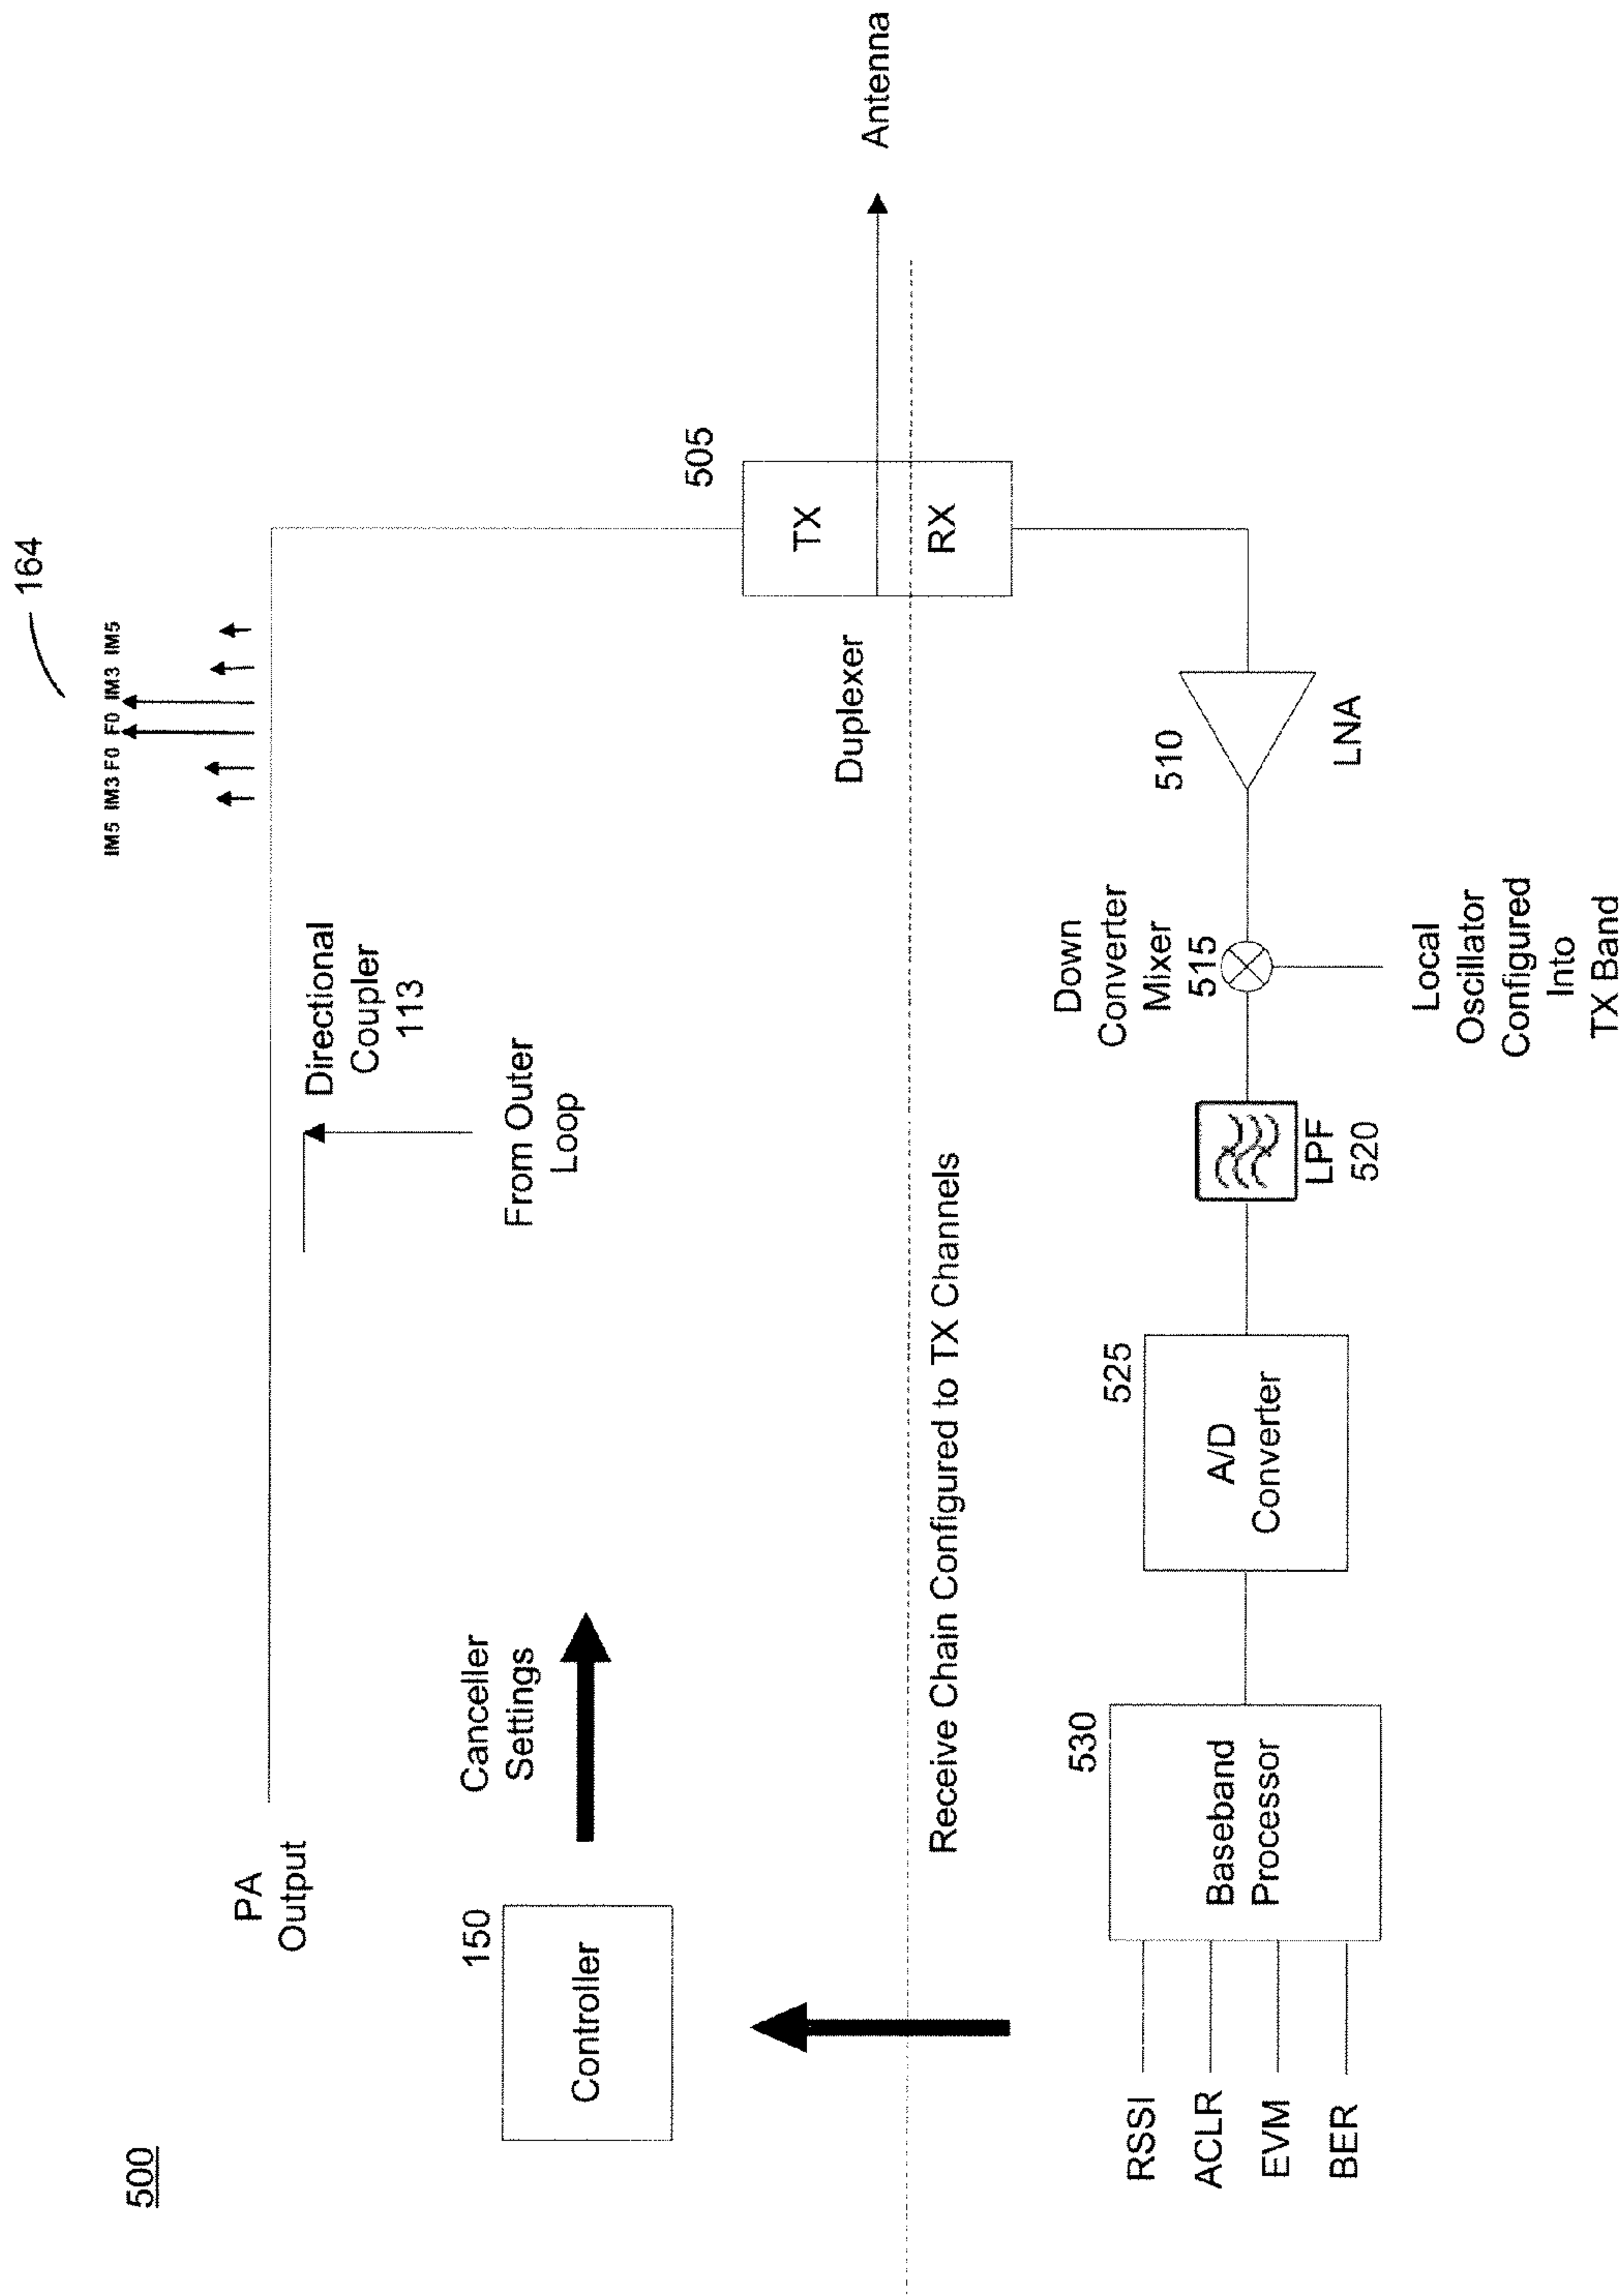 500
164
IM5 IM3 F0 F0 IM3 IM5
PA
Output
Directional
Coupler
113
From Outer
Loop
Canceller
Settings
150
Controller
505
TX
RX
Duplexer
Antenna
Receive Chain Configured to TX Channels
510
LNA
Down
Converter
Mixer
515
Local
Oscillator
Configured
Into
TX Band
LPF
520
525
A/D
Converter
530
Baseband
Processor
RSSI
ACLR
EVM
BER